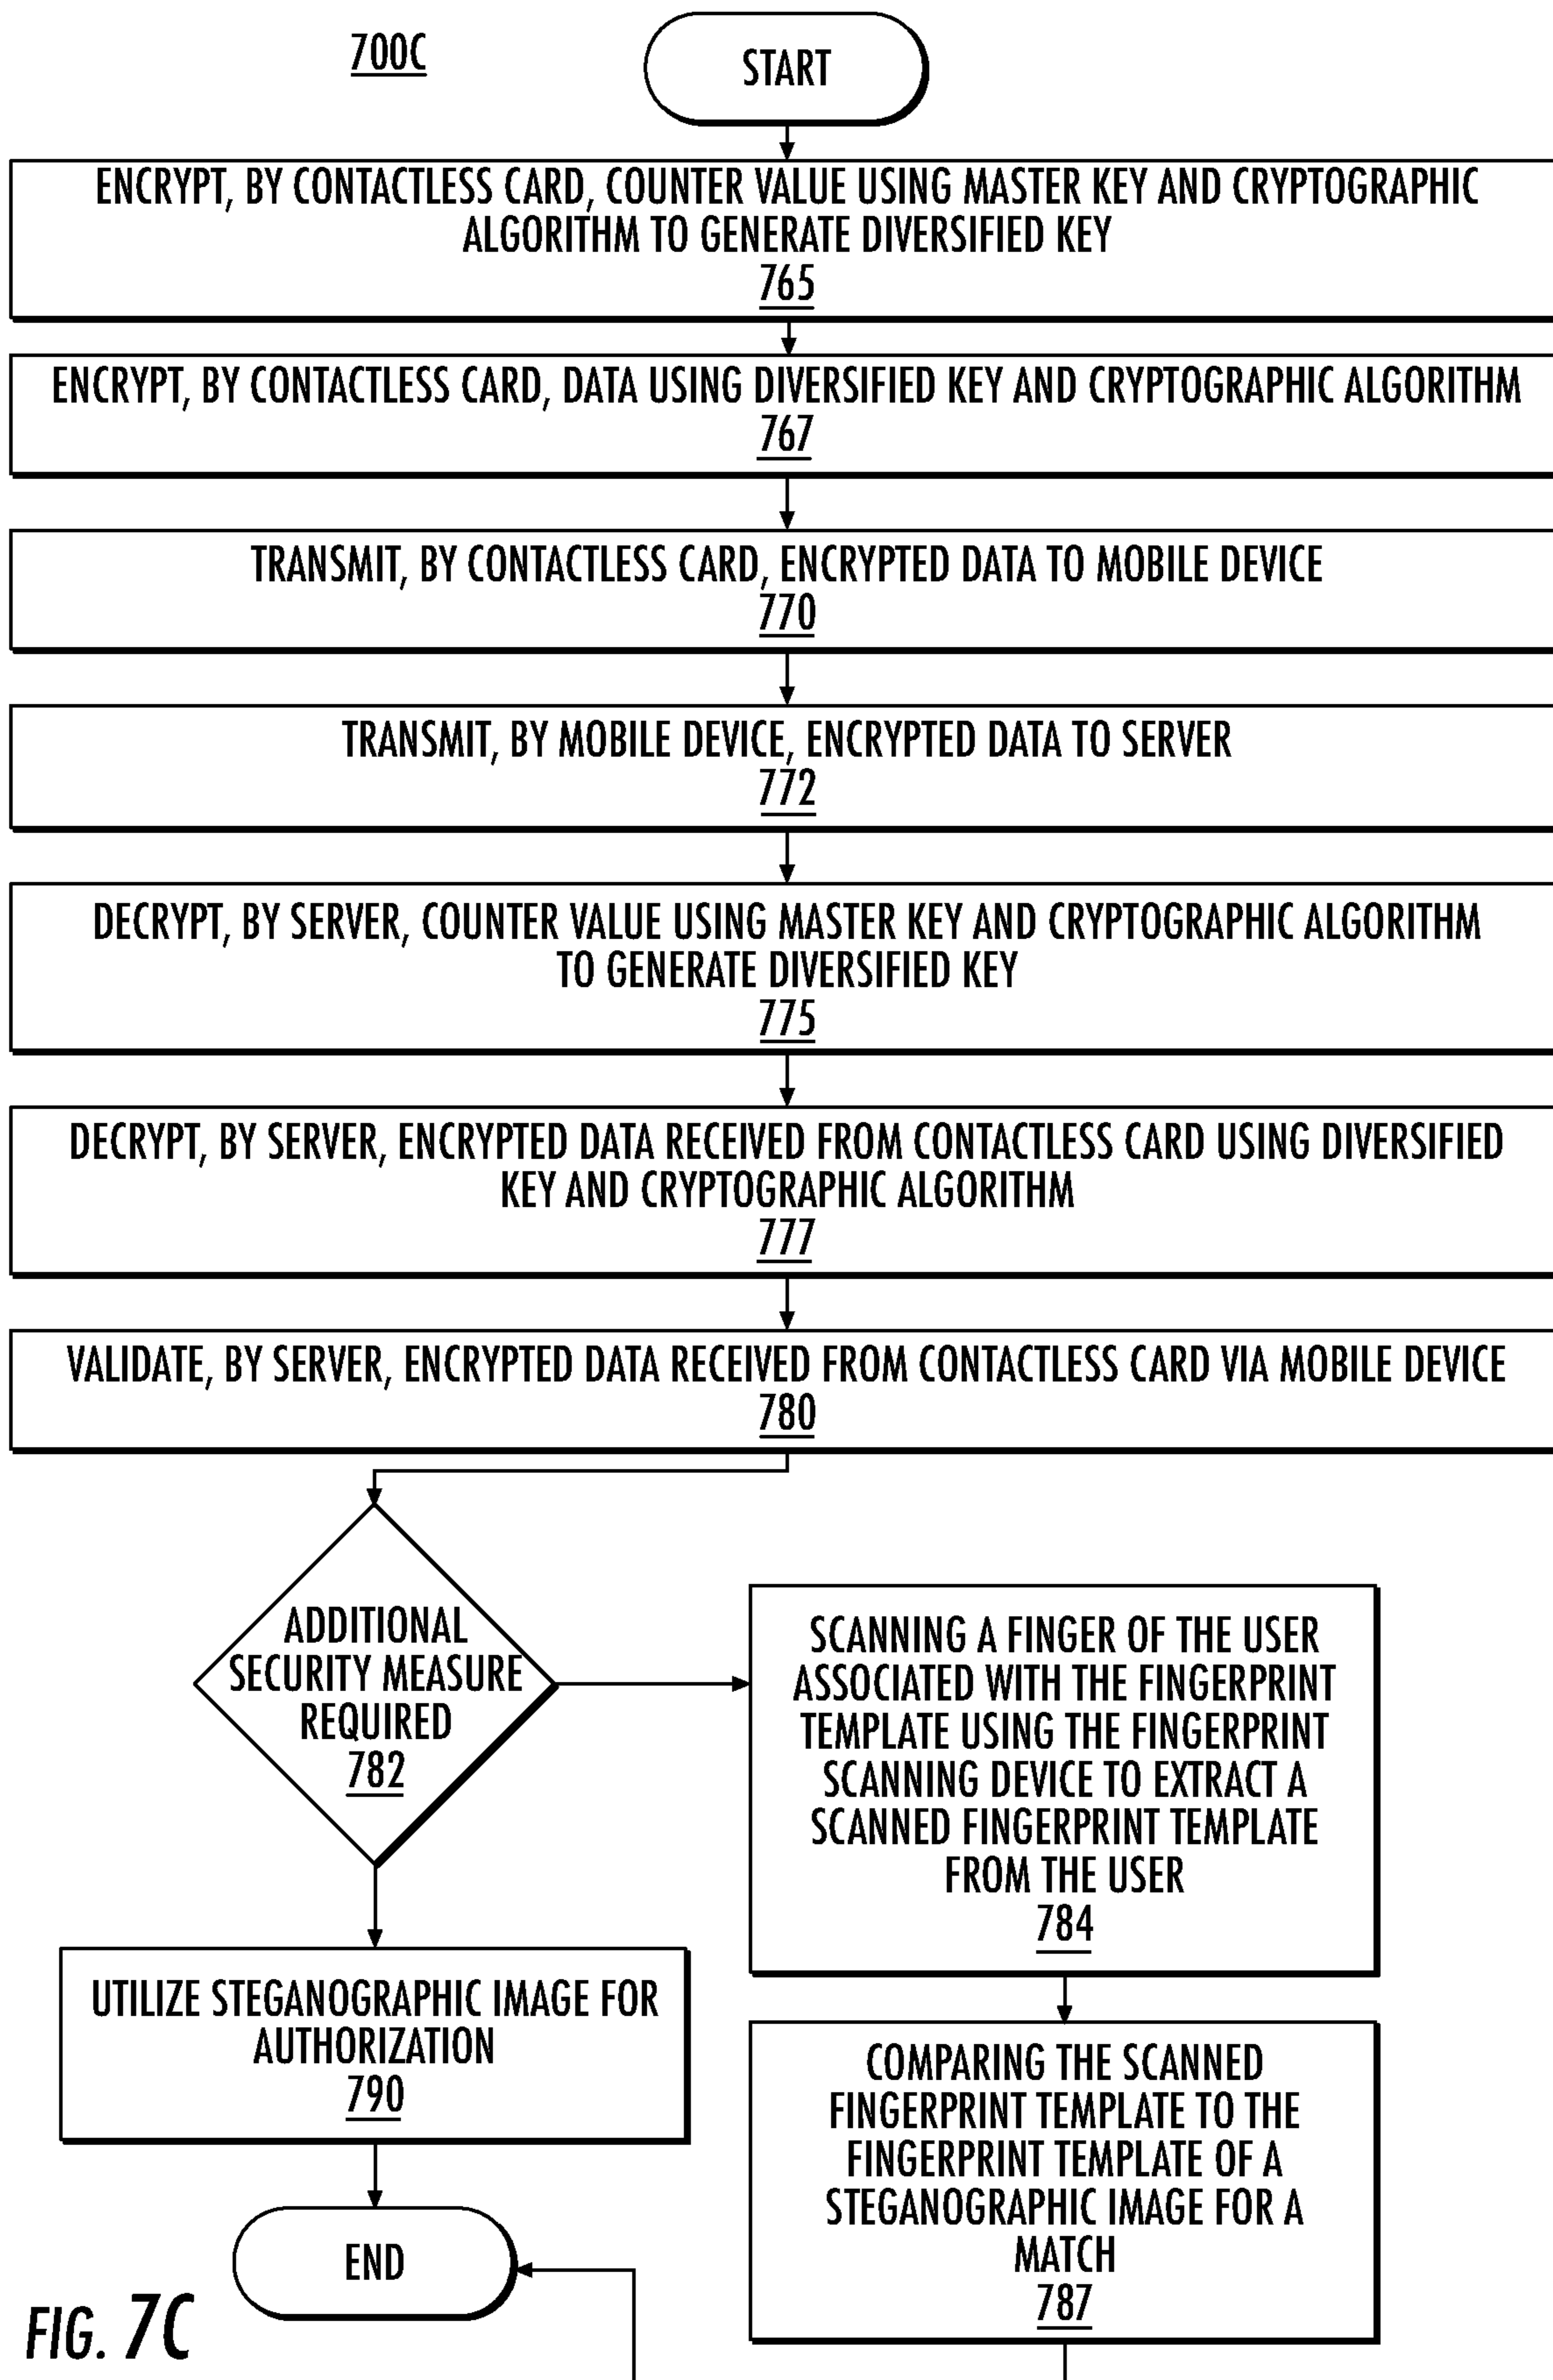 700C
START
ENCRYPT, BY CONTACTLESS CARD, COUNTER VALUE USING MASTER KEY AND CRYPTOGRAPHIC
ALGORITHM TO GENERATE DIVERSIFIED KEY
765
ENCRYPT, BY CONTACTLESS CARD, DATA USING DIVERSIFIED KEY AND CRYPTOGRAPHIC ALGORITHM
767
TRANSMIT, BY CONTACTLESS CARD, ENCRYPTED DATA TO MOBILE DEVICE
770
TRANSMIT, BY MOBILE DEVICE, ENCRYPTED DATA TO SERVER
772
DECRYPT, BY SERVER, COUNTER VALUE USING MASTER KEY AND CRYPTOGRAPHIC ALGORITHM
TO GENERATE DIVERSIFIED KEY
775
DECRYPT, BY SERVER, ENCRYPTED DATA RECEIVED FROM CONTACTLESS CARD USING DIVERSIFIED
KEY AND CRYPTOGRAPHIC ALGORITHM
777
VALIDATE, BY SERVER, ENCRYPTED DATA RECEIVED FROM CONTACTLESS CARD VIA MOBILE DEVICE
780
ADDITIONAL
SECURITY MEASURE
REQUIRED
782
SCANNING A FINGER OF THE USER
ASSOCIATED WITH THE FINGERPRINT
TEMPLATE USING THE FINGERPRINT
SCANNING DEVICE TO EXTRACT A
SCANNED FINGERPRINT TEMPLATE
FROM THE USER
784
UTILIZE STEGANOGRAPHIC IMAGE FOR
AUTHORIZATION
790
COMPARING THE SCANNED
FINGERPRINT TEMPLATE TO THE
FINGERPRINT TEMPLATE OF A
STEGANOGRAPHIC IMAGE FOR A
MATCH
787
END
FIG. 7C